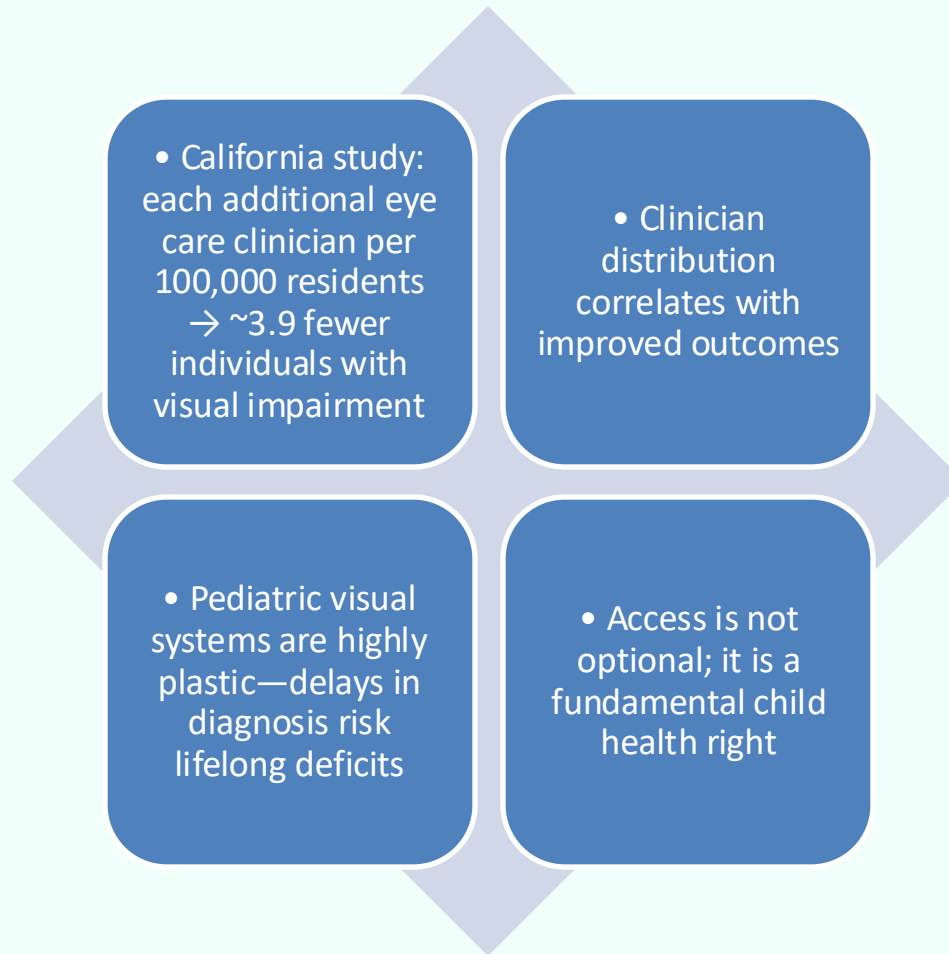 • California study:
each additional eye
care clinician per
100,000 residents
→ ~3.9 fewer
individuals with
visual impairment
• Clinician
distribution
correlates with
improved outcomes
• Pediatric visual
systems are highly
plastic—delays in
diagnosis risk
lifelong deficits
• Access is not
optional; it is a
fundamental child
health right